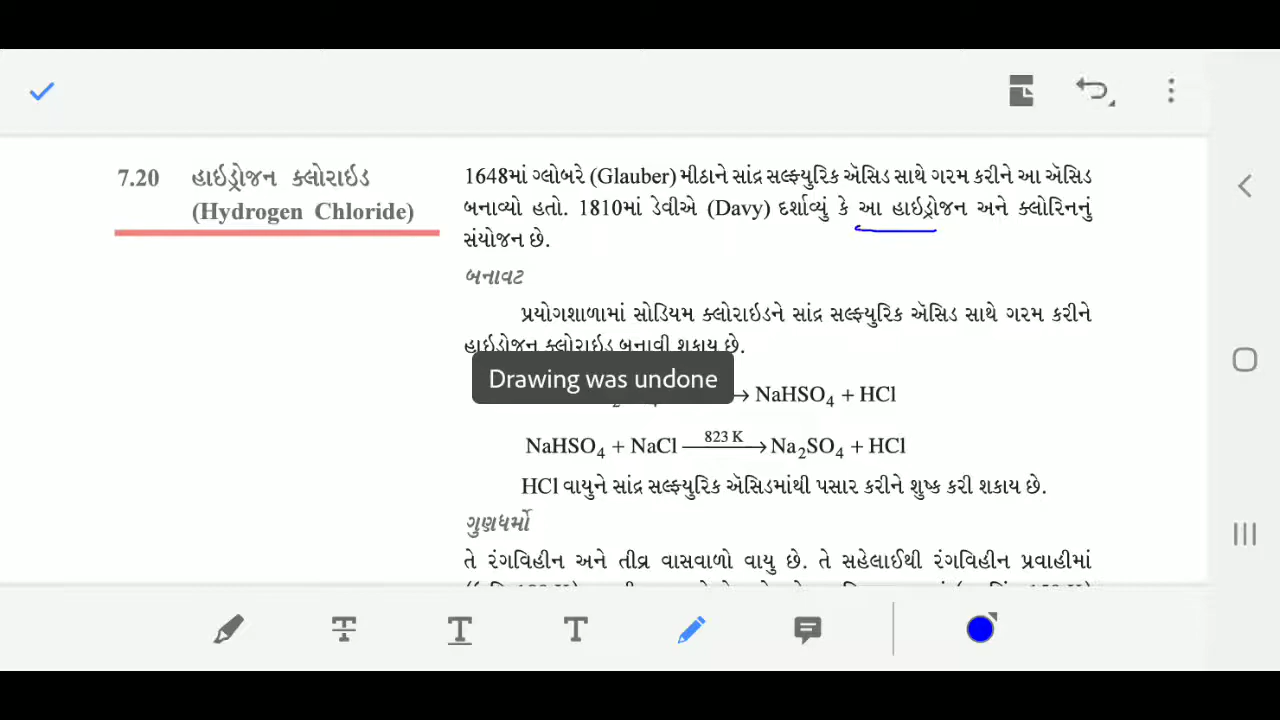 7.20 હાઇડ્રોજન ક્લોરાઇડ
(Hydrogen Chloride)
1648માં ગ્લોબરે (Glauber) મીઠાને સાંદ્ર સલ્ફ્યુરિક ઍસિડ સાથે ગરમ કરીને આ ઍસિડ
બનાવ્યો હતો. 1810માં ડેવીએ (Davy) દર્શાવ્યું કે આ હાઇડ્રોજન અને ક્લોરિનનું
સંયોજન છે.
બનાવટ
પ્રયોગશાળામાં સોડિયમ ક્લોરાઇડને સાંદ્ર સલ્ફ્યુરિક ઍસિડ સાથે ગરમ કરીને
હાઇડ્રોજન ક્લોરાઇડ બનાવી શકાય છે.
Drawing was undone
→ NaHSO₄ + HCl
NaHSO₄ + NaCl —823 K→ Na₂SO₄ + HCl
HCl વાયુને સાંદ્ર સલ્ફ્યુરિક ઍસિડમાંથી પસાર કરીને શુષ્ક કરી શકાય છે.
ગુણધર્મો
તે રંગવિહીન અને તીવ્ર વાસવાળો વાયુ છે. તે સહેલાઈથી રંગવિહીન પ્રવાહીમાં